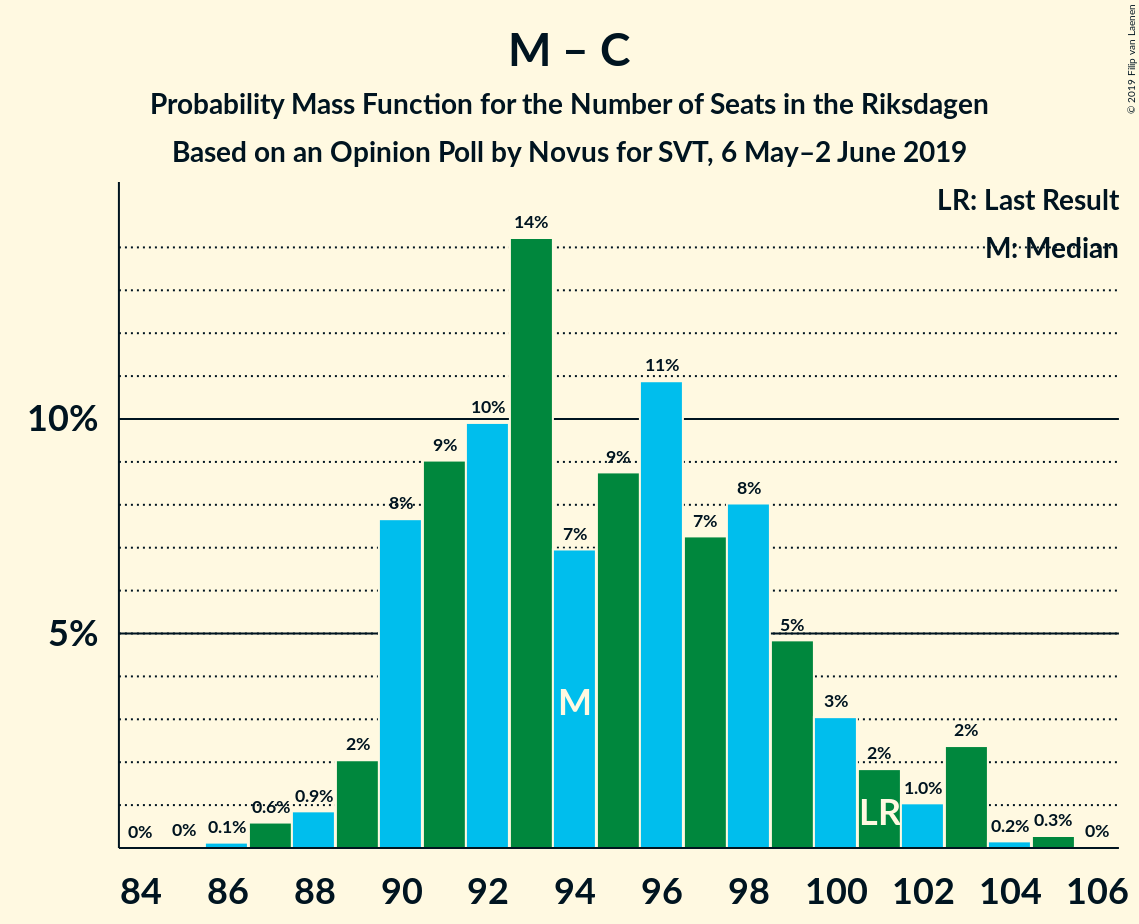 M – C
Probability Mass Function for the Number of Seats in the Riksdagen
Based on an Opinion Poll by Novus for SVT, 6 May–2 June 2019
© 2019 Filip van Laenen
LR: Last Result
M: Median
10%
5%
0%
0%
0.1%
0.6%
0.9%
2%
8%
9%
10%
14%
7%
9%
11%
7%
8%
5%
3%
2%
1.0%
2%
0.2%
0.3%
0%
M
LR
84 86 88 90 92 94 96 98 100 102 104 106